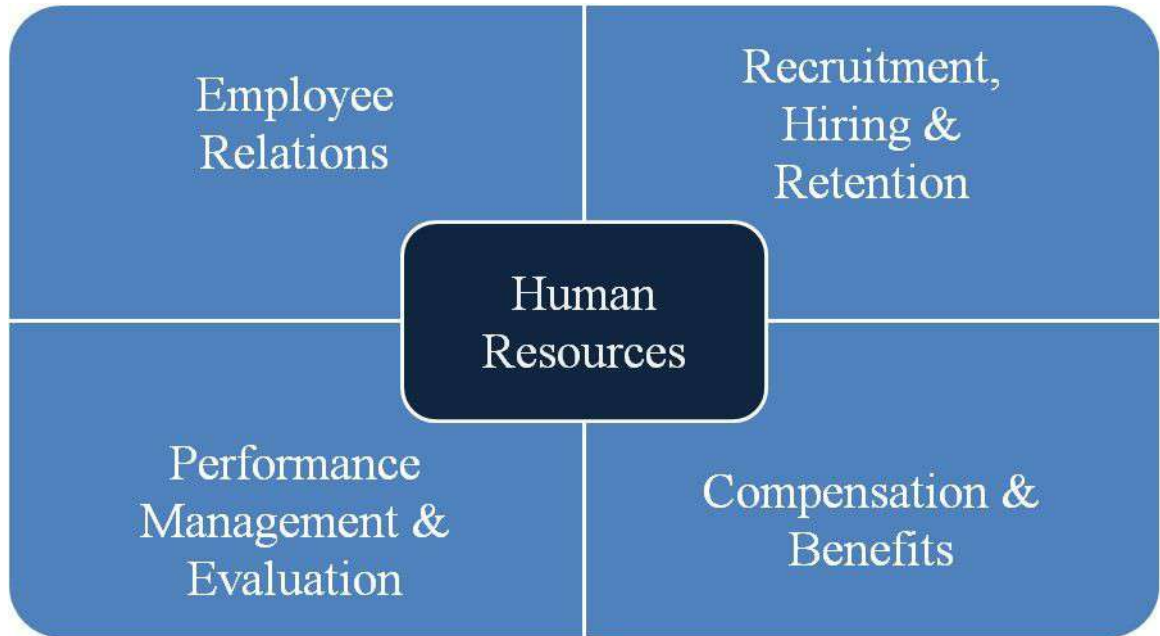 Employee
Relations
Recruitment,
Hiring &
Retention
Human
Resources
Performance
Management &
Evaluation
Compensation &
Benefits